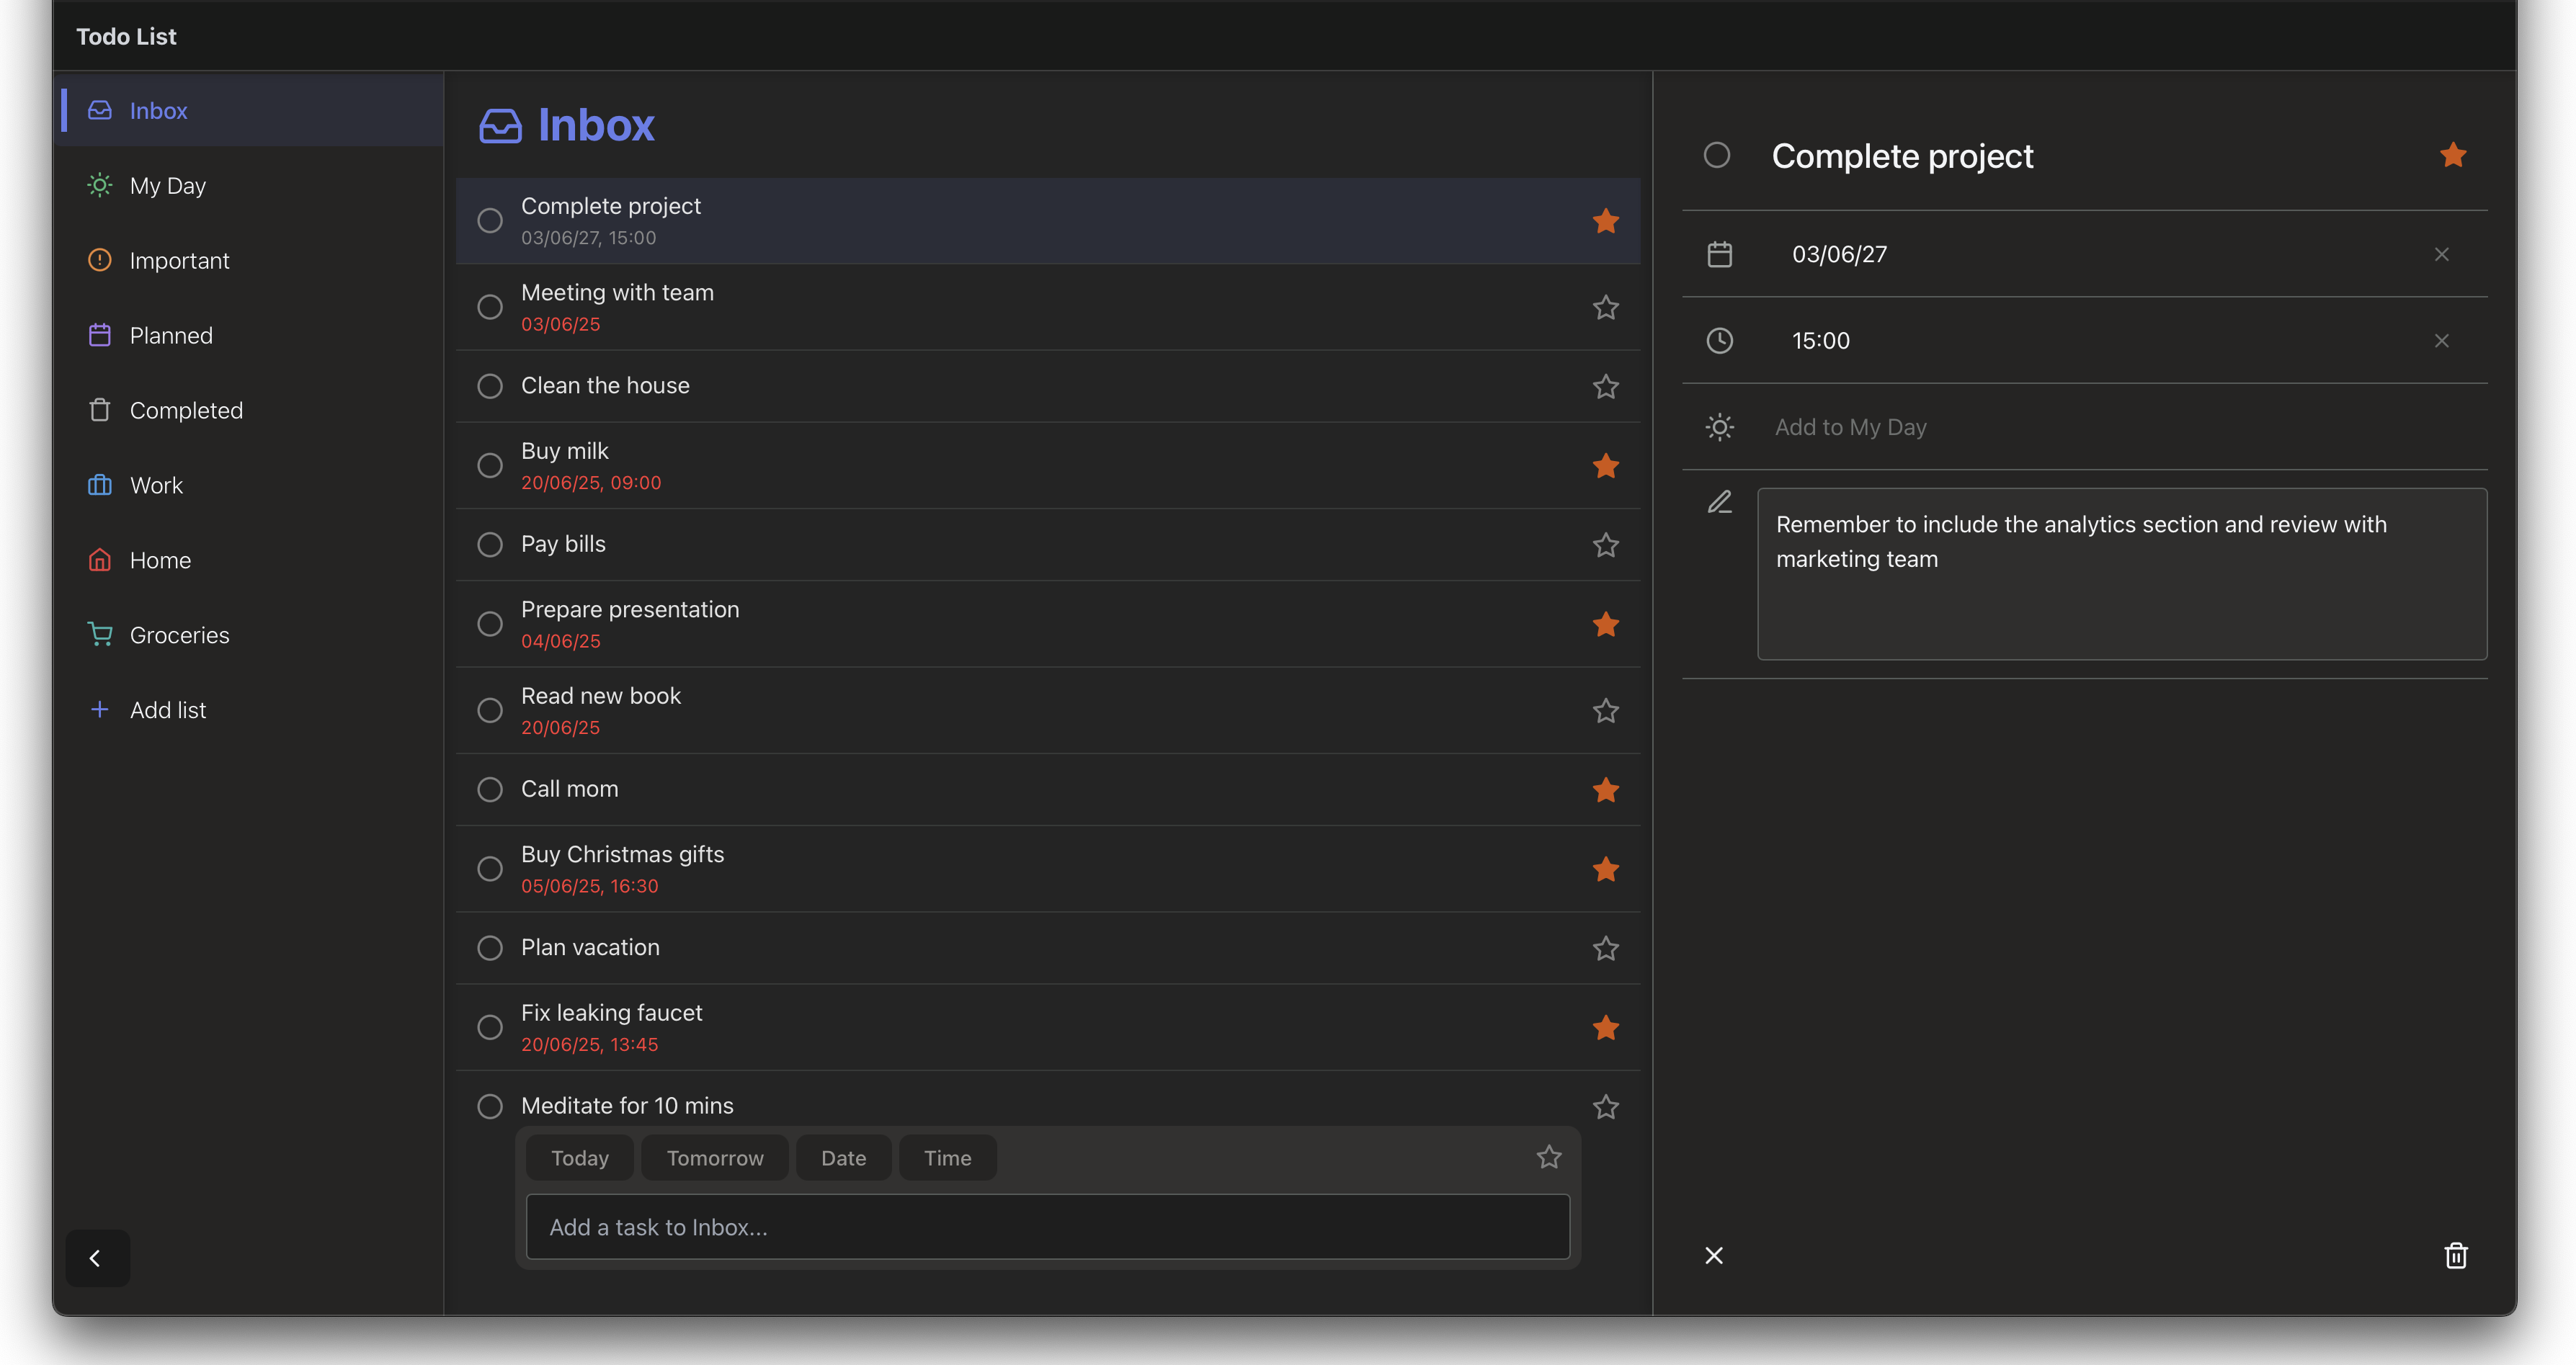 Todo List
Inbox
My Day
Important
Planned
Completed
Work
Home
Groceries
Add list
Inbox
Complete project
03/06/27, 15:00
Meeting with team
03/06/25
Clean the house
Buy milk
20/06/25, 09:00
Pay bills
Prepare presentation
04/06/25
Read new book
20/06/25
Call mom
Buy Christmas gifts
05/06/25, 16:30
Plan vacation
Fix leaking faucet
20/06/25, 13:45
Meditate for 10 mins
Today
Tomorrow
Date
Time
Add a task to Inbox...
Complete project
03/06/27
15:00
Add to My Day
Remember to include the analytics section and review with
marketing team